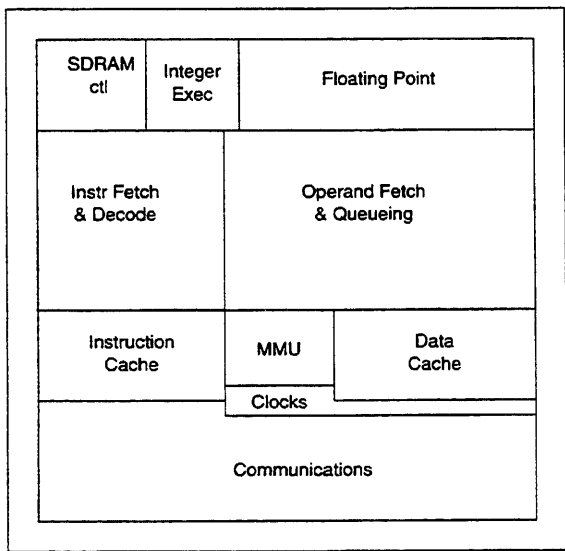 SDRAM
ctl
Integer
Exec
Floating Point
Instr Fetch
& Decode
Operand Fetch
& Queueing
Instruction
Cache
MMU
Data
Cache
Clocks
Communications